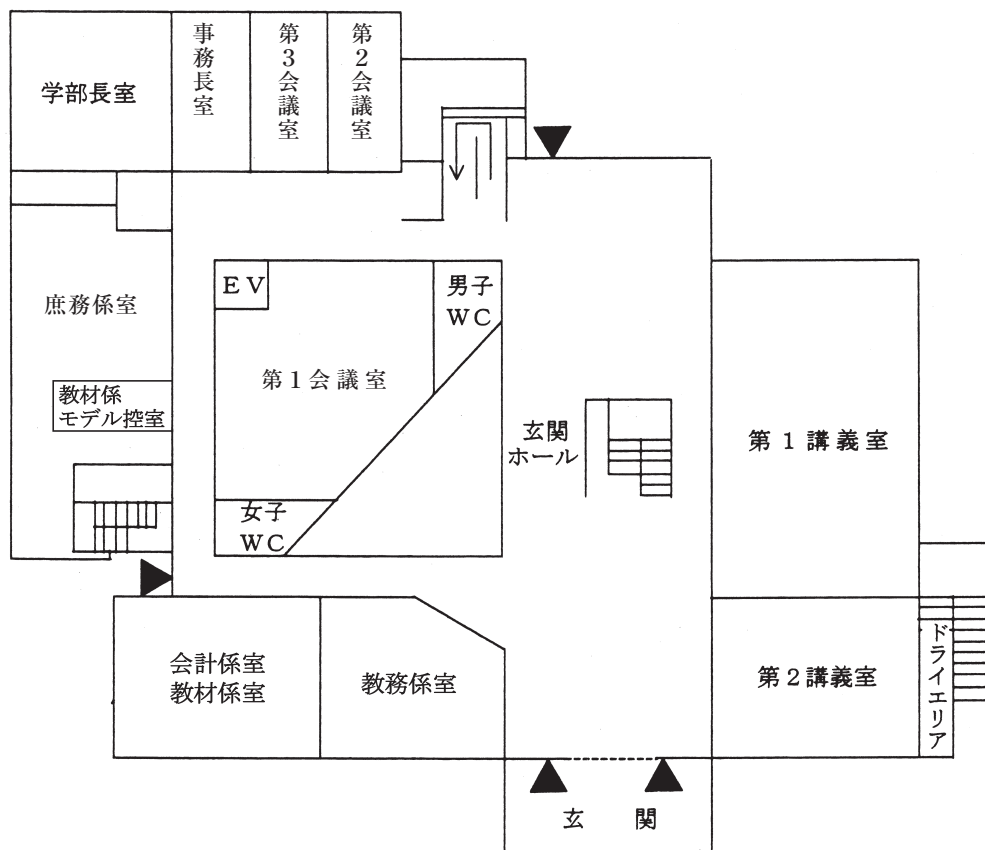 学部長室
事務長室
第3会議室
第2会議室
庶務係室
教材係
モデル控室
EV
男子
WC
第1会議室
女子
WC
玄関
ホール
第1講義室
会計係室
教材係室
教務係室
第2講義室
ドライエリア
玄関